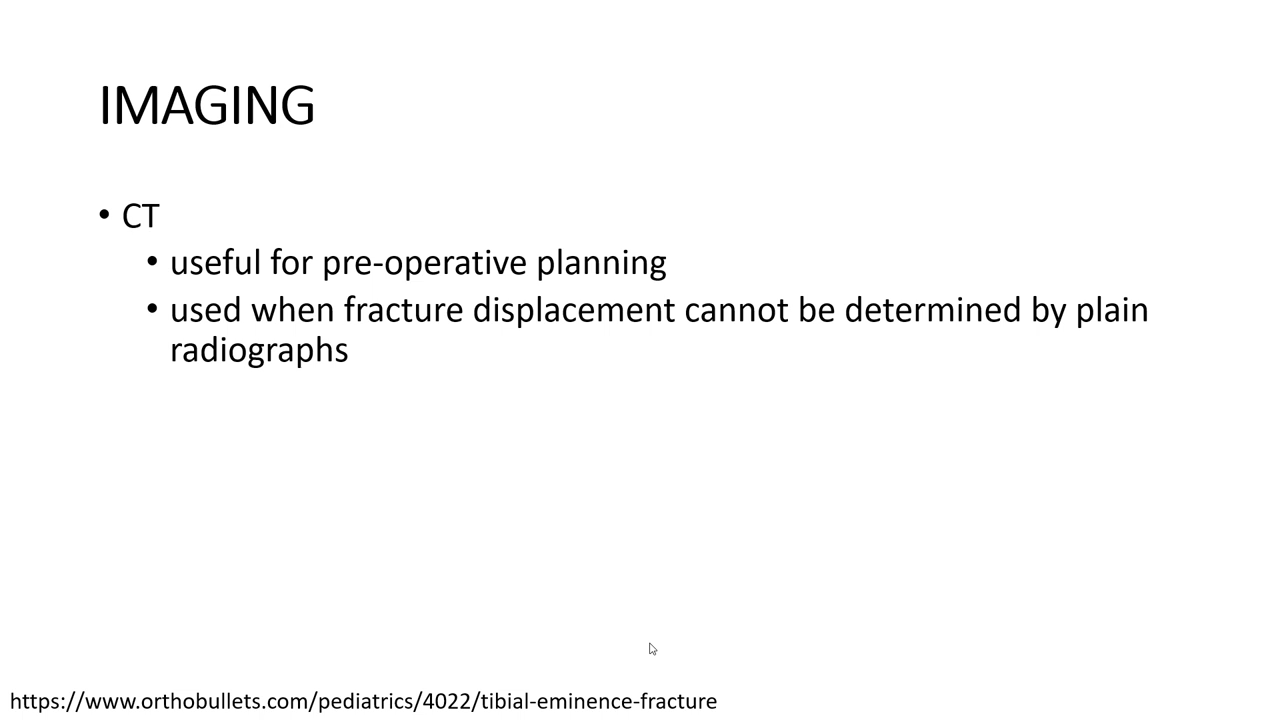 IMAGING
• CT
• useful for pre-operative planning
• used when fracture displacement cannot be determined by plain
radiographs
https://www.orthobullets.com/pediatrics/4022/tibial-eminence-fracture